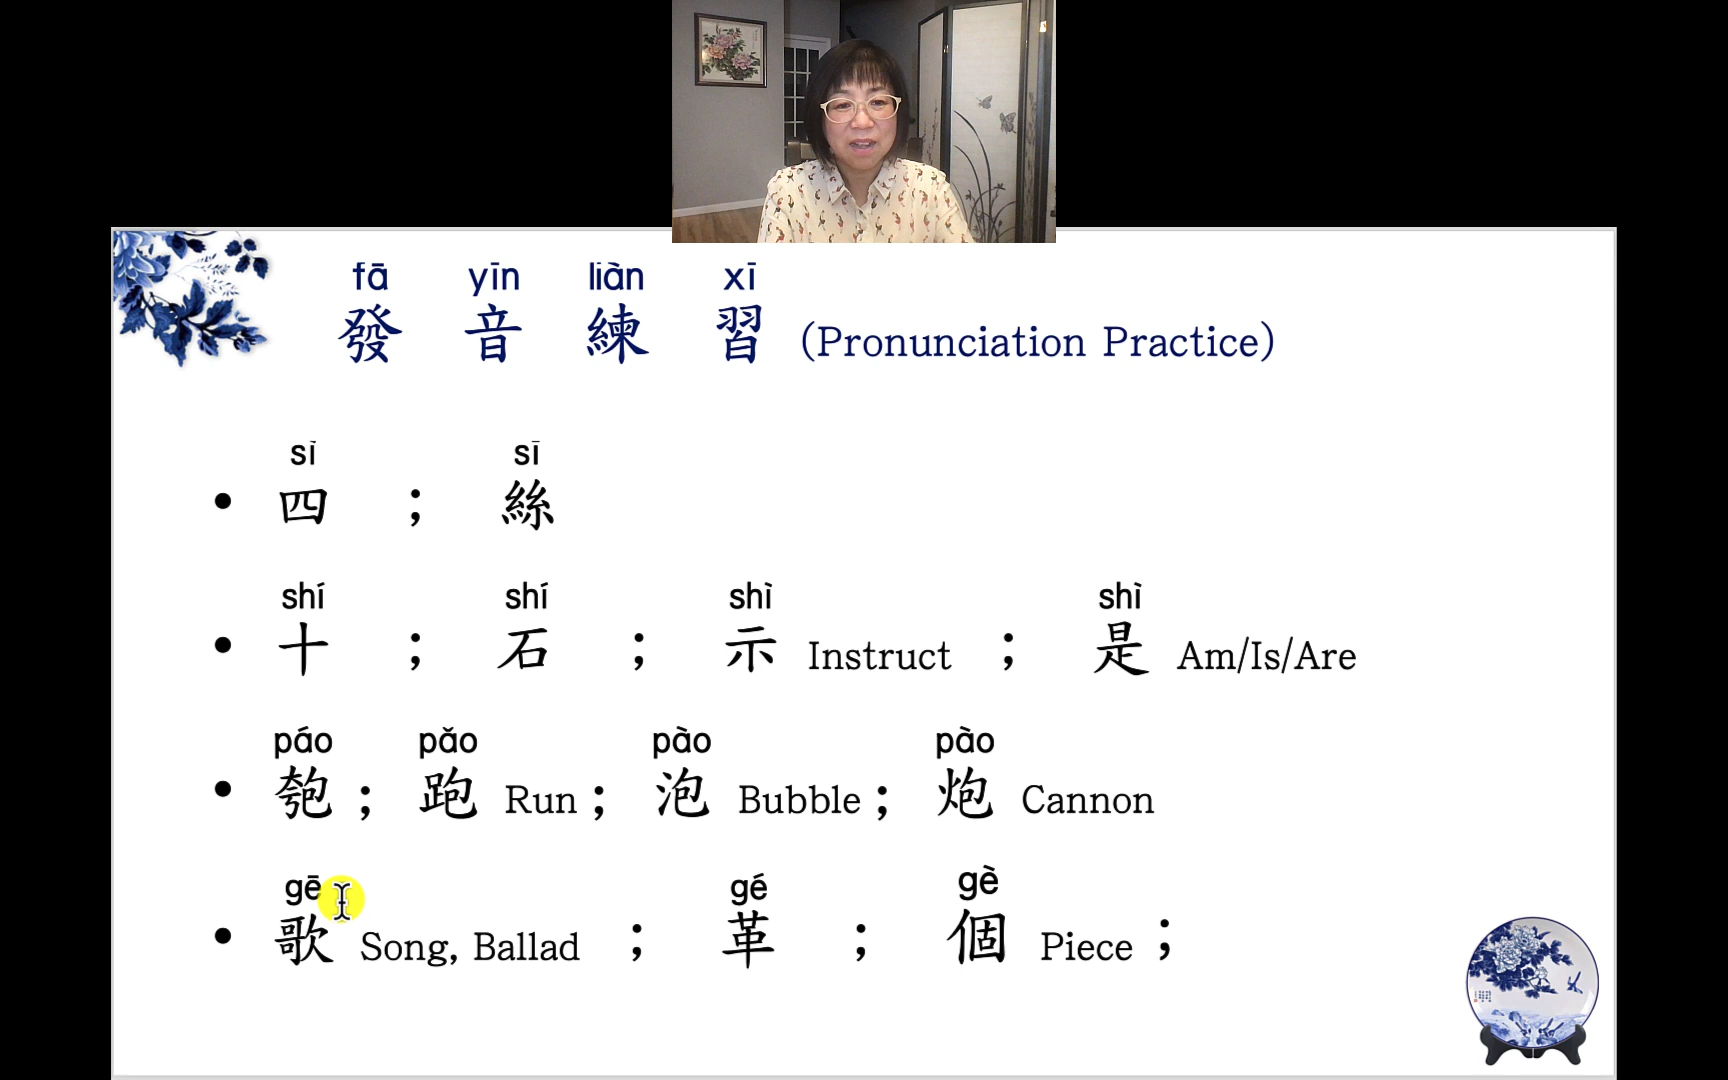 fā yīn liàn xī
發 音 練 習 (Pronunciation Practice)
sì sī
• 四 ; 絲
shí shí shì shì
• 十 ; 石 ; 示 Instruct ; 是 Am/Is/Are
páo pǎo pào pào
• 匏 ; 跑 Run ; 泡 Bubble ; 炮 Cannon
gē gé gè
• 歌 Song, Ballad ; 革 ; 個 Piece ;